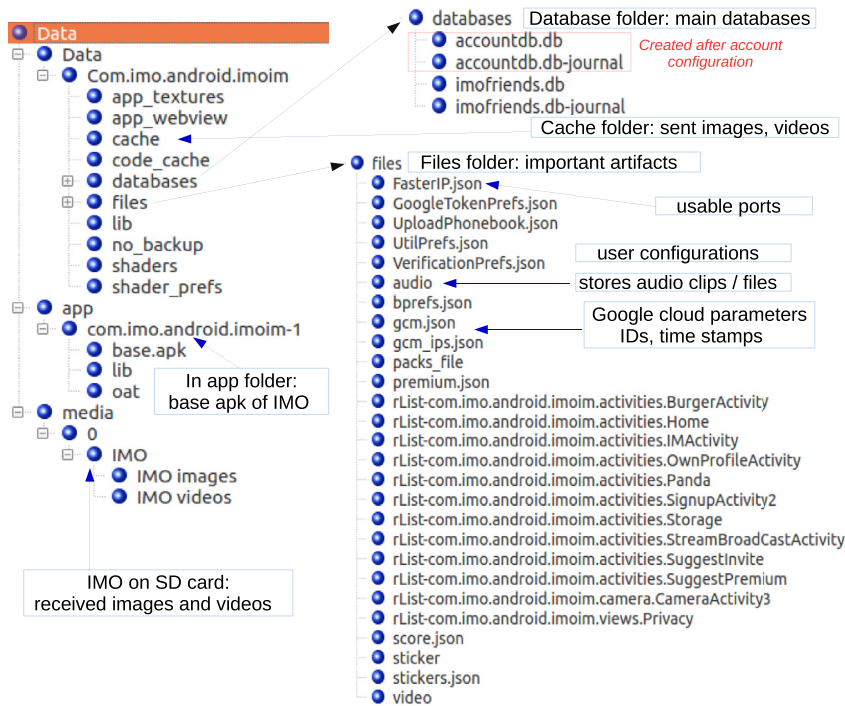 Data
Data
Com.imo.android.imoim
app_textures
app_webview
cache
code_cache
databases
files
lib
no_backup
shaders
shader_prefs
app
com.imo.android.imoim-1
base.apk
lib
oat
In app folder:
base apk of IMO
media
0
IMO
IMO images
IMO videos
IMO on SD card:
received images and videos
databases
Database folder: main databases
accountdb.db
accountdb.db-journal
Created after account
configuration
imofriends.db
imofriends.db-journal
Cache folder: sent images, videos
files
Files folder: important artifacts
FasterIP.json
GoogleTokenPrefs.json
usable ports
UploadPhonebook.json
UtilPrefs.json
user configurations
VerificationPrefs.json
audio
stores audio clips / files
bprefs.json
gcm.json
Google cloud parameters
IDs, time stamps
gcm_ips.json
packs_file
premium.json
rList-com.imo.android.imoim.activities.BurgerActivity
rList-com.imo.android.imoim.activities.Home
rList-com.imo.android.imoim.activities.IMActivity
rList-com.imo.android.imoim.activities.OwnProfileActivity
rList-com.imo.android.imoim.activities.Panda
rList-com.imo.android.imoim.activities.SignupActivity2
rList-com.imo.android.imoim.activities.Storage
rList-com.imo.android.imoim.activities.StreamBroadCastActivity
rList-com.imo.android.imoim.activities.SuggestInvite
rList-com.imo.android.imoim.activities.SuggestPremium
rList-com.imo.android.imoim.camera.CameraActivity3
rList-com.imo.android.imoim.views.Privacy
score.json
sticker
stickers.json
video